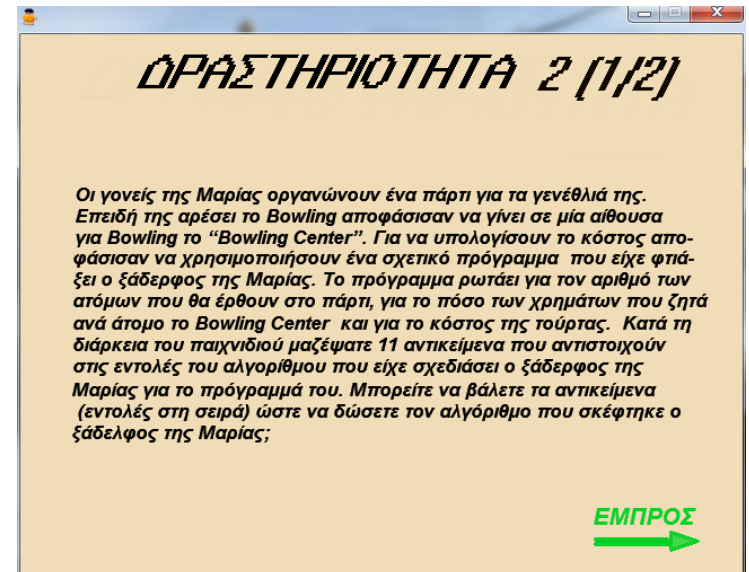 ΔΡΑΣΤΗΡΙΟΤΗΤΑ 2 (1/2)
Οι γονείς της Μαρίας οργανώνουν ένα πάρτι για τα γενέθλιά της.
Επειδή της αρέσει το Bowling αποφάσισαν να γίνει σε μία αίθουσα
για Bowling το “Bowling Center”. Για να υπολογίσουν το κόστος απο-
φάσισαν να χρησιμοποιήσουν ένα σχετικό πρόγραμμα που είχε φτιά-
ξει ο ξάδερφος της Μαρίας. Το πρόγραμμα ρωτάει για τον αριθμό των
ατόμων που θα έρθουν στο πάρτι, για το πόσο των χρημάτων που ζητά
ανά άτομο το Bowling Center και για το κόστος της τούρτας. Κατά τη
διάρκεια του παιχνιδιού μαζέψατε 11 αντικείμενα που αντιστοιχούν
στις εντολές του αλγορίθμου που είχε σχεδιάσει ο ξάδερφος της
Μαρίας για το πρόγραμμά του. Μπορείτε να βάλετε τα αντικείμενα
(εντολές στη σειρά) ώστε να δώσετε τον αλγόριθμο που σκέφτηκε ο
ξάδελφος της Μαρίας;
ΕΜΠΡΟΣ